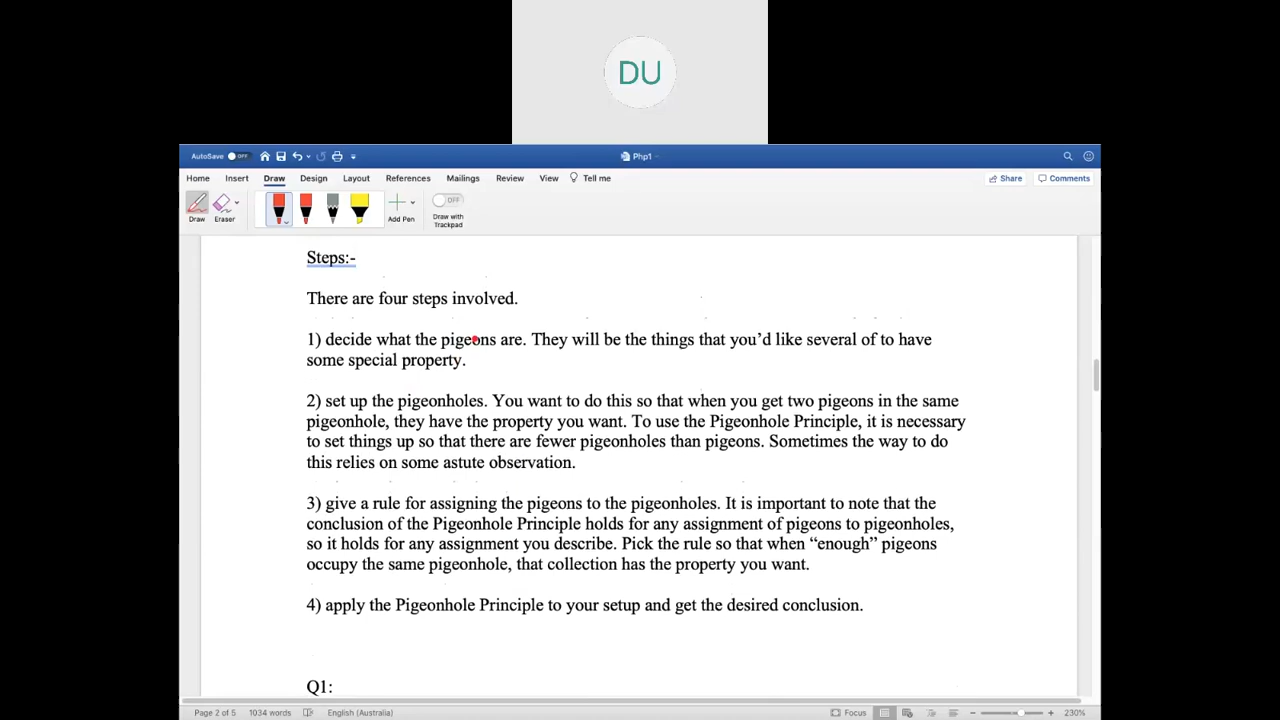 DU
AutoSave OFF
Php1
Home Insert Draw Design Layout References Mailings Review View Tell me Share Comments
OFF
Draw Eraser Add Pen Draw with
Trackpad
Steps:-
There are four steps involved.
1) decide what the pigeons are. They will be the things that you’d like several of to have
some special property.
2) set up the pigeonholes. You want to do this so that when you get two pigeons in the same
pigeonhole, they have the property you want. To use the Pigeonhole Principle, it is necessary
to set things up so that there are fewer pigeonholes than pigeons. Sometimes the way to do
this relies on some astute observation.
3) give a rule for assigning the pigeons to the pigeonholes. It is important to note that the
conclusion of the Pigeonhole Principle holds for any assignment of pigeons to pigeonholes,
so it holds for any assignment you describe. Pick the rule so that when “enough” pigeons
occupy the same pigeonhole, that collection has the property you want.
4) apply the Pigeonhole Principle to your setup and get the desired conclusion.
Q1:
Page 2 of 5 1034 words English (Australia) Focus 230%